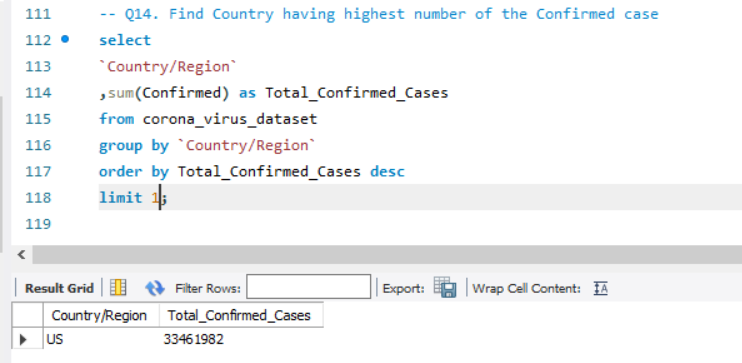 111 -- Q14. Find Country having highest number of the Confirmed case
112 select
113 `Country/Region`
114 ,sum(Confirmed) as Total_Confirmed_Cases
115 from corona_virus_dataset
116 group by `Country/Region`
117 order by Total_Confirmed_Cases desc
118 limit 1;
119
Result Grid Filter Rows: Export: Wrap Cell Content:
Country/Region Total_Confirmed_Cases
US 33461982